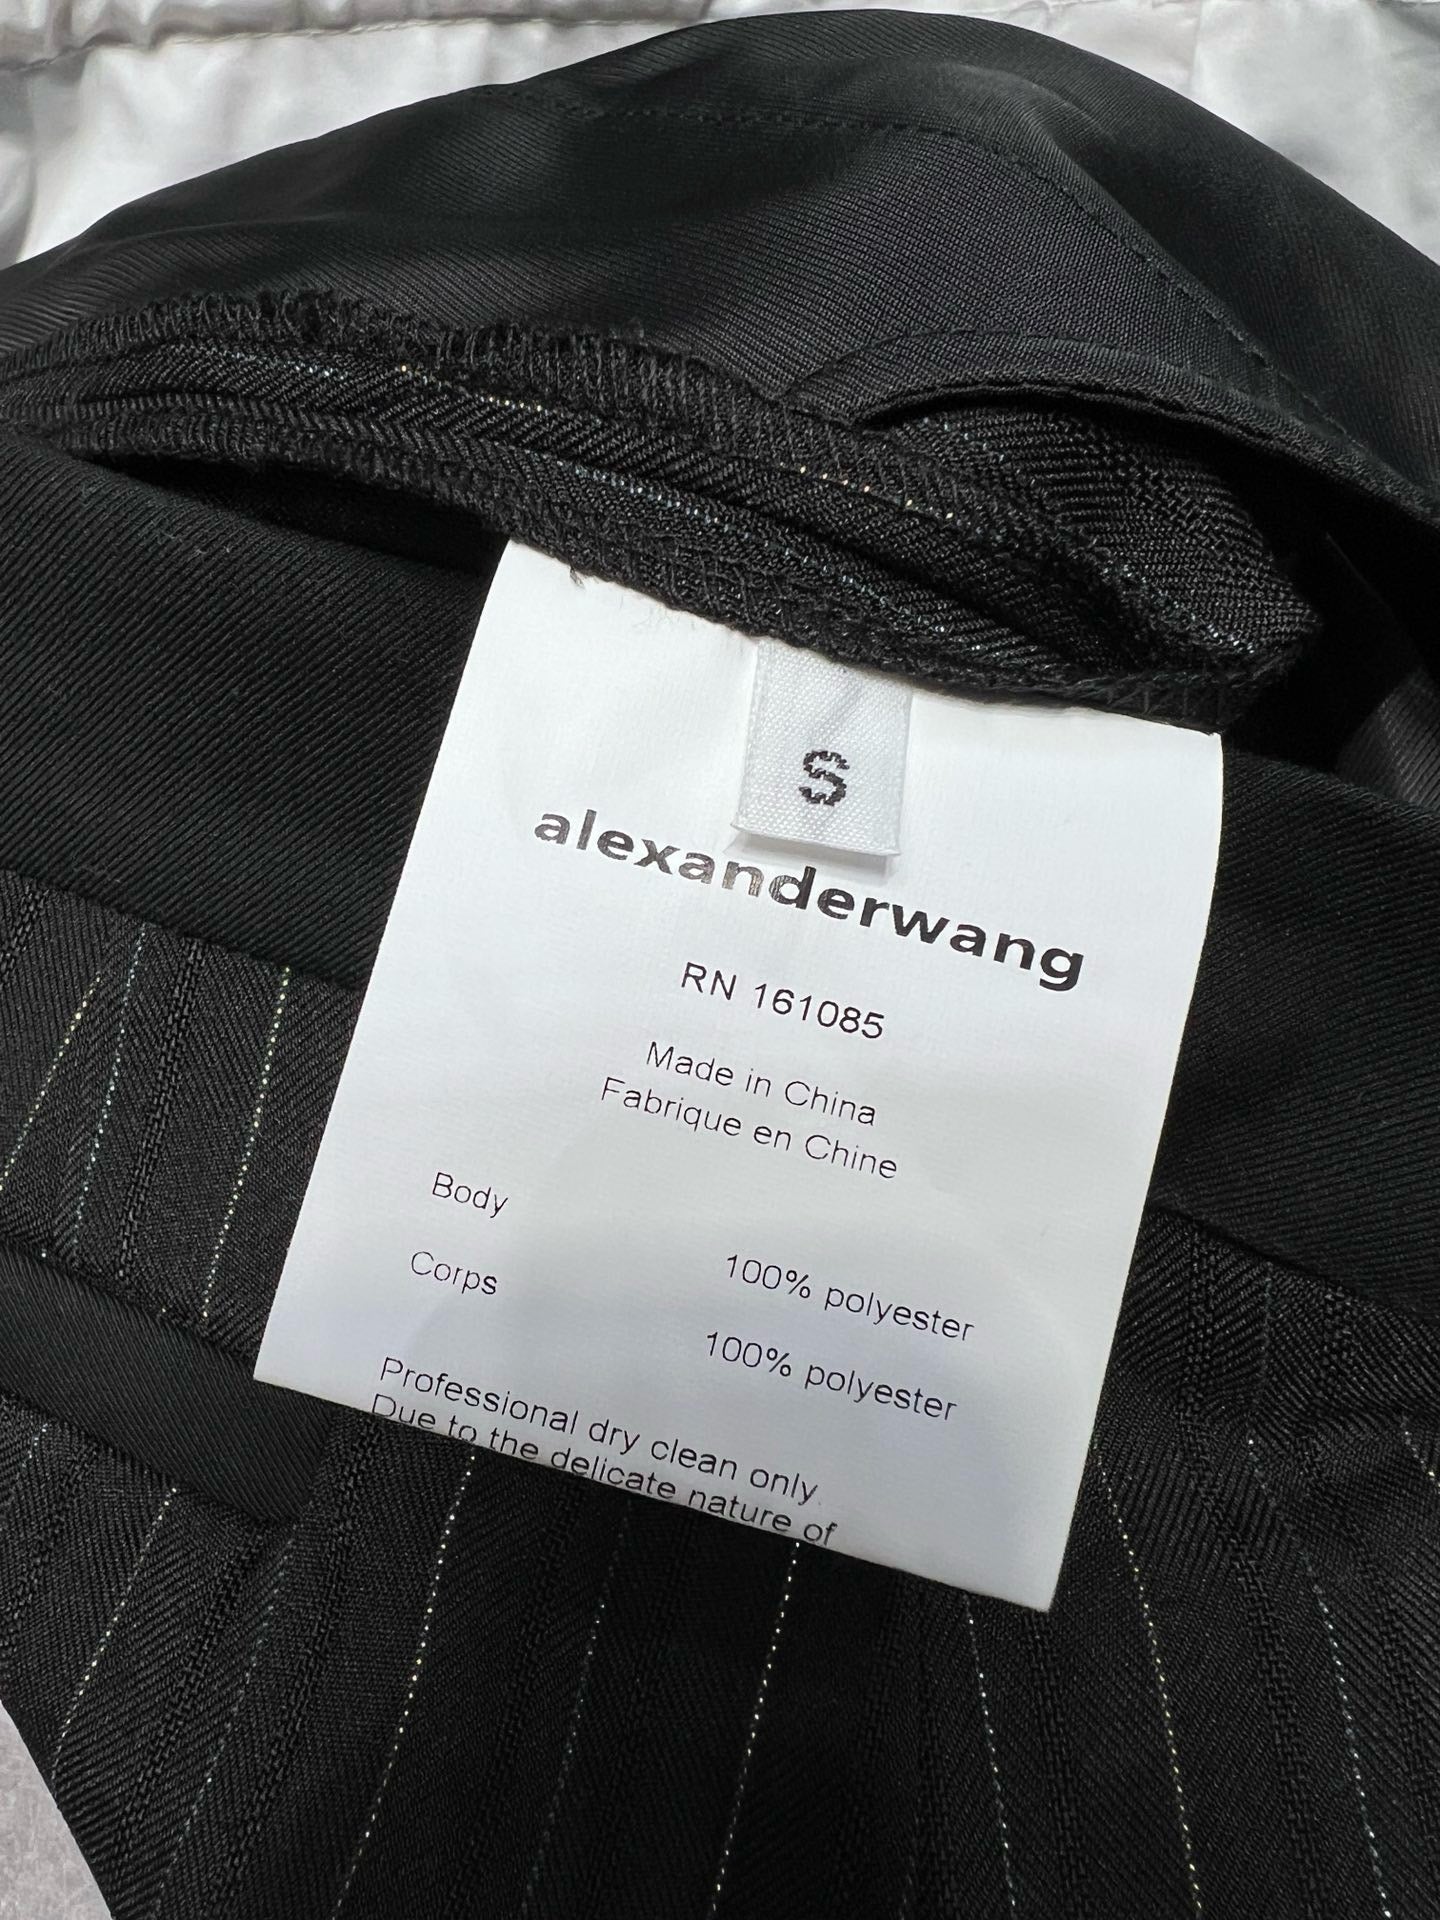 S
alexanderwang
RN 161085
Made in China
Fabrique en Chine
Body
100% polyester
Corps
100% polyester
Professional dry clean only.
Due to the delicate nature of